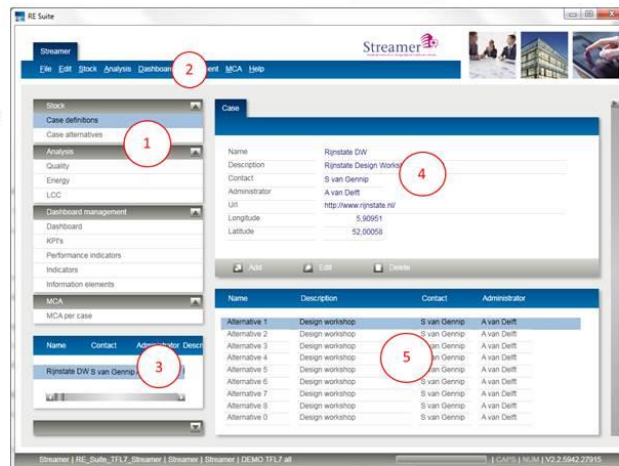 RE Suite
Streamer
Streamer
File Edit Stock Analysis Dashboard MCA Help
2
Stock
Case definitions
Case alternatives
1
Analysis
Quality
Energy
LCC
Dashboard management
Dashboard
KPI's
Performance indicators
Indicators
Information elements
MCA
MCA per case
Name Contact
Rijnstate DW S van Gennip
3
Case
Name Rijnstate DW
Description Rijnstate Design
Contact S van Gennip
Administrator A van Delft
Url http://www.rijnstate.nl/
Longitude 5,90951
Latitude 52,00058
4
Add Edit Delete
Name Description Contact Administrator
Alternative 1 Design workshop S van Gennip A van Delft
Alternative 2 Design workshop S van Gennip A van Delft
Alternative 3 Design workshop S van Gennip A van Delft
Alternative 4 Design workshop S van Gennip A van Delft
Alternative 5 Design workshop S van Gennip A van Delft
Alternative 6 Design workshop S van Gennip A van Delft
Alternative 7 Design workshop S van Gennip A van Delft
Alternative 8 Design workshop S van Gennip A van Delft
Alternative 0 Design workshop S van Gennip A van Delft
5
Streamer | RE_Suite_TFL7_Streamer | Streamer | Streamer | DEMO TFL7 all | CAPS | NUM | V2.2.5942.27915